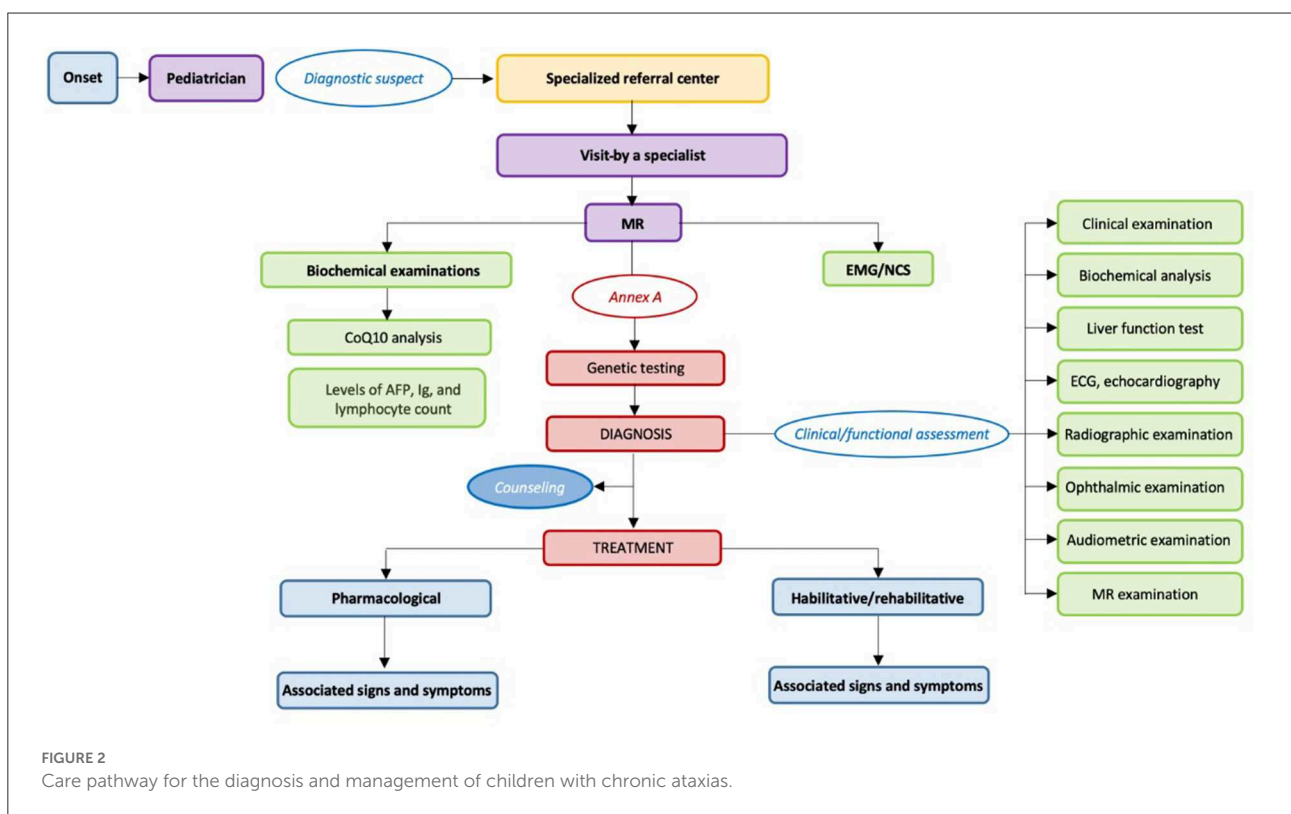 Onset
Pediatrician
Diagnostic suspect
Specialized referral center
Visit-by a specialist
MR
Biochemical examinations
EMG/NCS
CoQ10 analysis
Levels of AFP, Ig, and
lymphocyte count
Annex A
Genetic testing
DIAGNOSIS
Clinical/functional assessment
Counseling
TREATMENT
Pharmacological
Habilitative/rehabilitative
Associated signs and symptoms
Associated signs and symptoms
Clinical examination
Biochemical analysis
Liver function test
ECG, echocardiography
Radiographic examination
Ophthalmic examination
Audiometric examination
MR examination
FIGURE 2
Care pathway for the diagnosis and management of children with chronic ataxias.